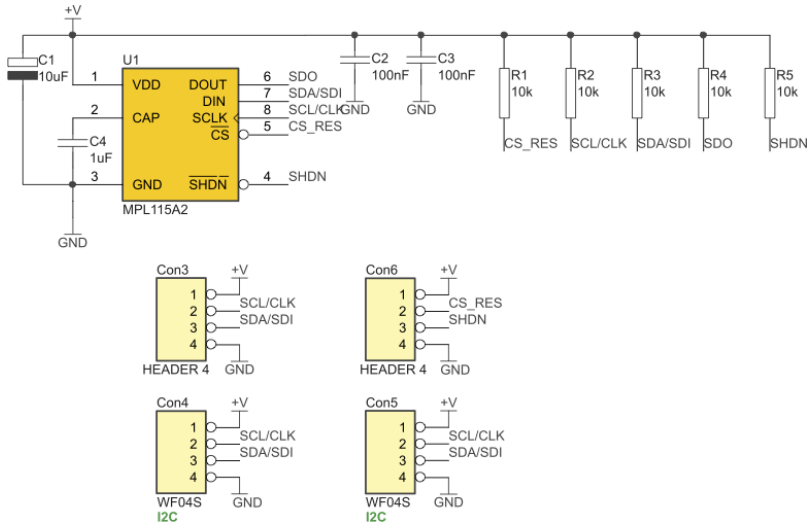 +V
C1
10uF
U1
1 VDD DOUT 6 SDO
DIN 7 SDA/SDI
2 CAP SCLK 8 SCL/CLK
CS 5 CS_RES
C4
1uF
3 GND SHDN 4 SHDN
MPL115A2
GND
C2
100nF
GND
C3
100nF
GND
R1
10k
CS_RES
R2
10k
SCL/CLK
R3
10k
SDA/SDI
R4
10k
SDO
R5
10k
SHDN
Con3 +V
1
2 SCL/CLK
3 SDA/SDI
4
HEADER 4 GND
Con6 +V
1
2 CS_RES
3 SHDN
4
HEADER 4 GND
Con4 +V
1
2 SCL/CLK
3 SDA/SDI
4
WF04S GND
I2C
Con5 +V
1
2 SCL/CLK
3 SDA/SDI
4
WF04S GND
I2C